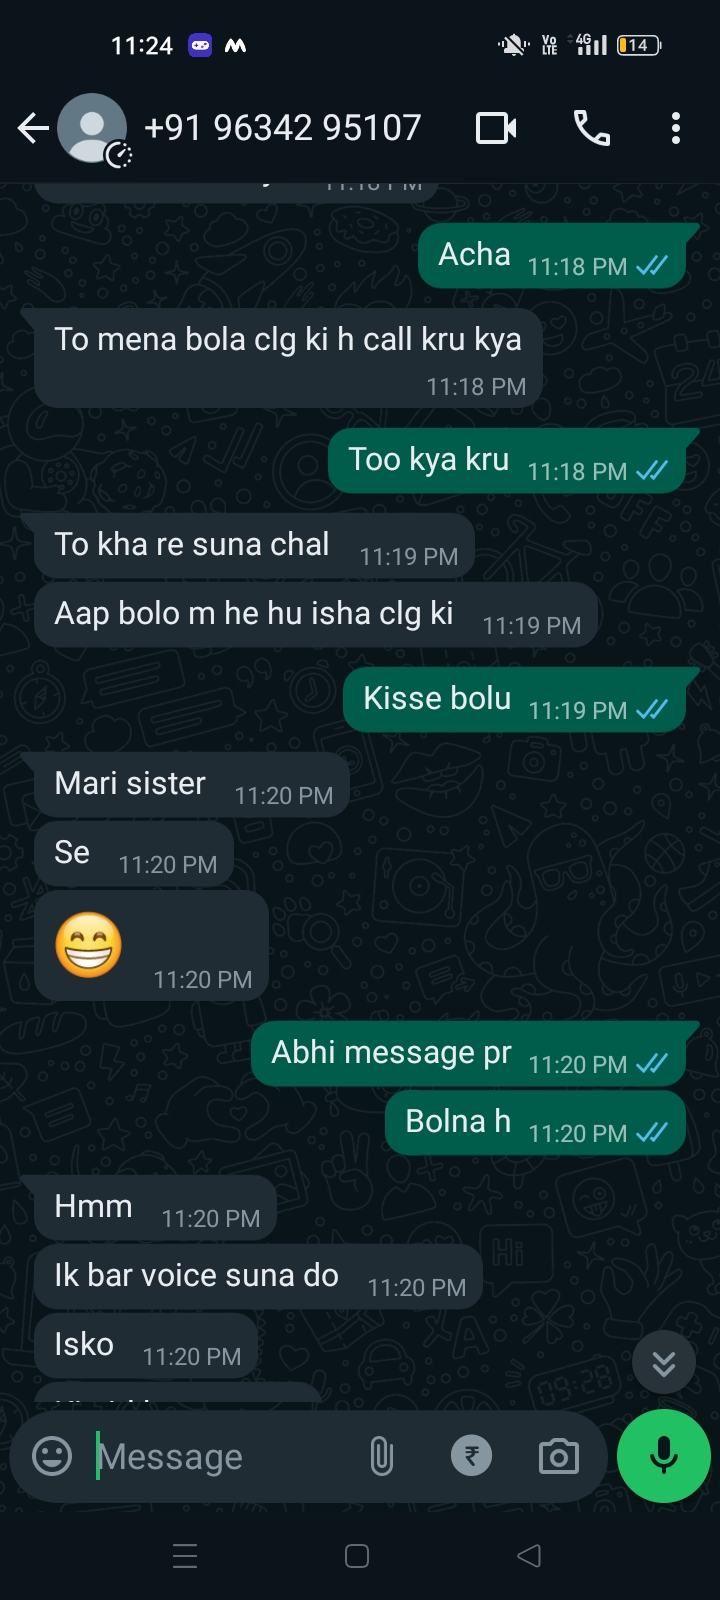 11:24
Vo
LTE
4G
14
+91 96342 95107
11:18 PM
Acha 11:18 PM
To mena bola clg ki h call kru kya
11:18 PM
Too kya kru 11:18 PM
To kha re suna chal 11:19 PM
Aap bolo m he hu isha clg ki 11:19 PM
Kisse bolu 11:19 PM
Mari sister 11:20 PM
Se 11:20 PM
11:20 PM
Abhi message pr 11:20 PM
Bolna h 11:20 PM
Hmm 11:20 PM
Ik bar voice suna do 11:20 PM
Isko 11:20 PM
Message
₹